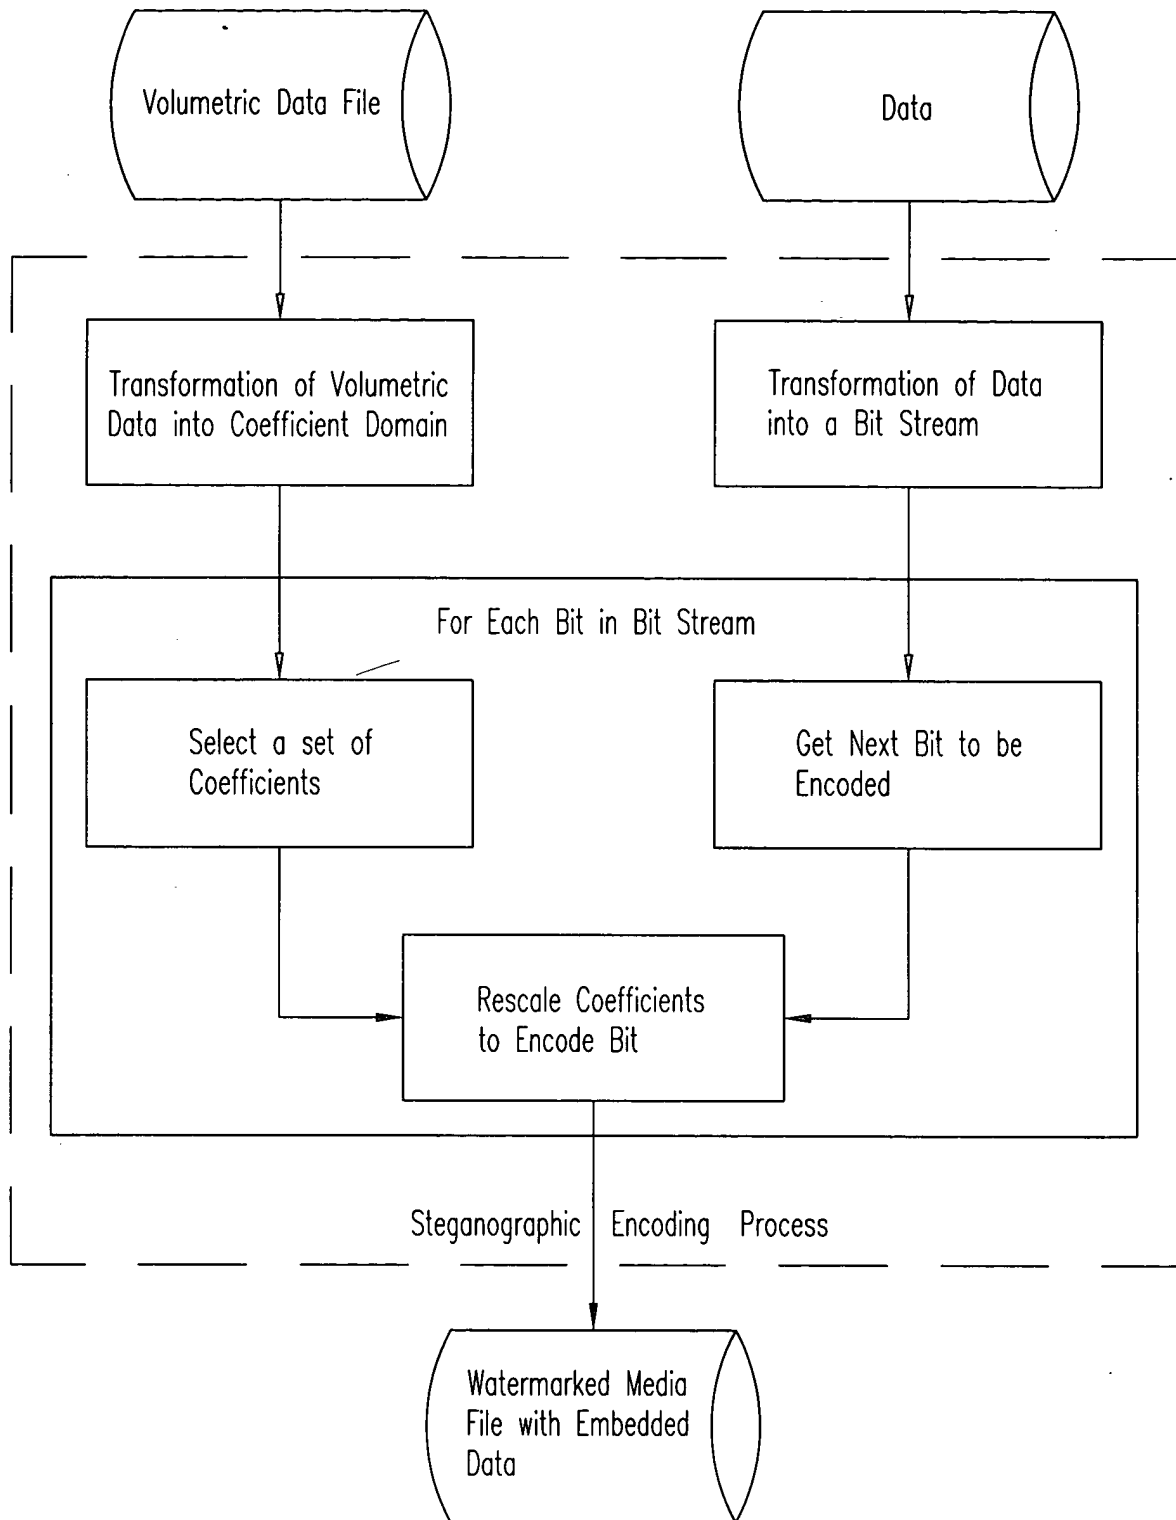 Volumetric Data File
Data
Transformation of Volumetric
Data into Coefficient Domain
Transformation of Data
into a Bit Stream
For Each Bit in Bit Stream
Select a set of
Coefficients
Get Next Bit to be
Encoded
Rescale Coefficients
to Encode Bit
Steganographic Encoding Process
Watermarked Media
File with Embedded
Data